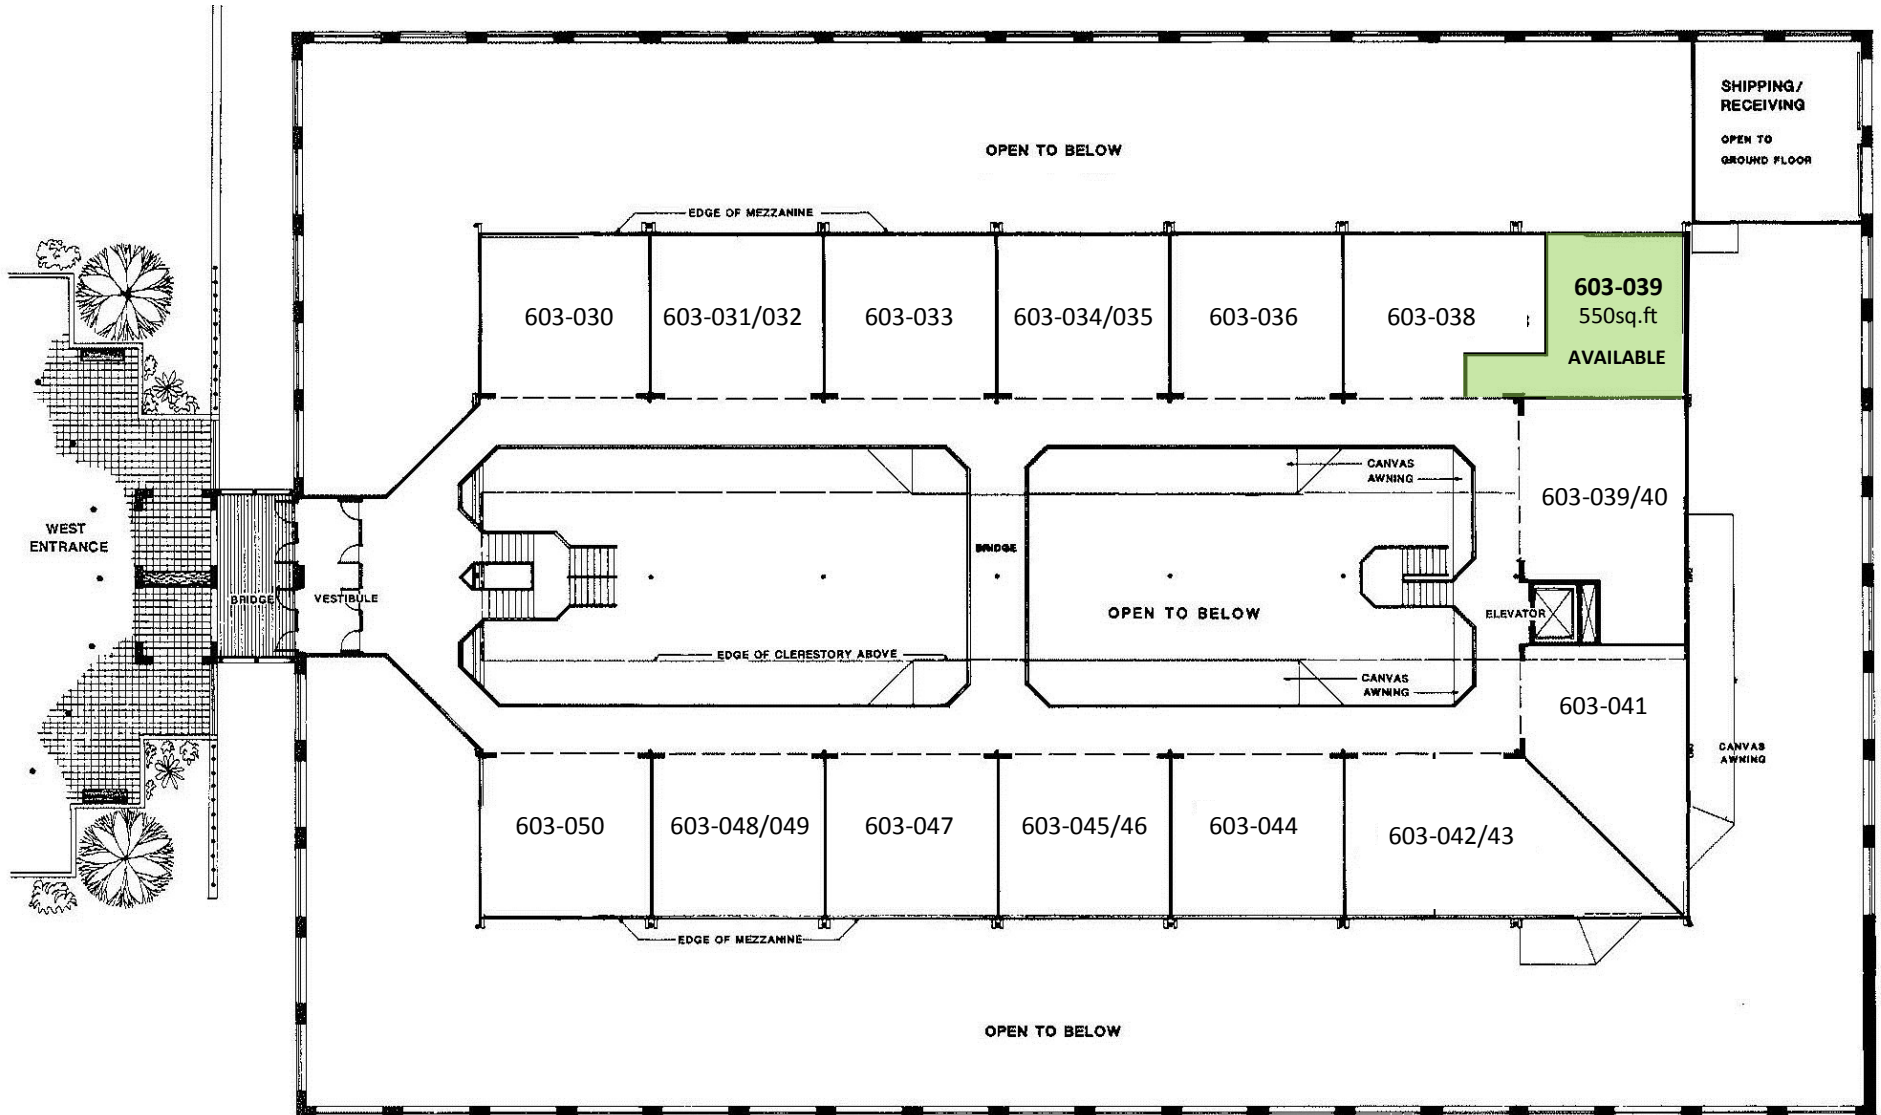 SHIPPING/
RECEIVING
OPEN TO
GROUND FLOOR
OPEN TO BELOW
EDGE OF MEZZANINE
603-030
603-031/032
603-033
603-034/035
603-036
603-038
603-039
550sq.ft
AVAILABLE
CANVAS
AWNING
603-039/40
WEST
ENTRANCE
BRIDGE
VESTIBULE
BRIDGE
OPEN TO BELOW
ELEVATOR
EDGE OF CLERESTORY ABOVE
CANVAS
AWNING
603-041
CANVAS
AWNING
603-050
603-048/049
603-047
603-045/46
603-044
603-042/43
EDGE OF MEZZANINE
OPEN TO BELOW